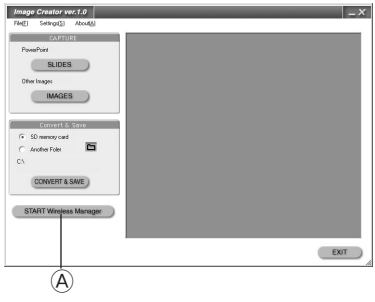 Image Creator ver.1.0
File[F] Settings[S] About[A]
CAPTURE
PowerPoint
SLIDES
Other Images
IMAGES
Convert & Save
SD memory card
Another Foler
C:\
CONVERT & SAVE
START Wireless Manager
EXIT
A